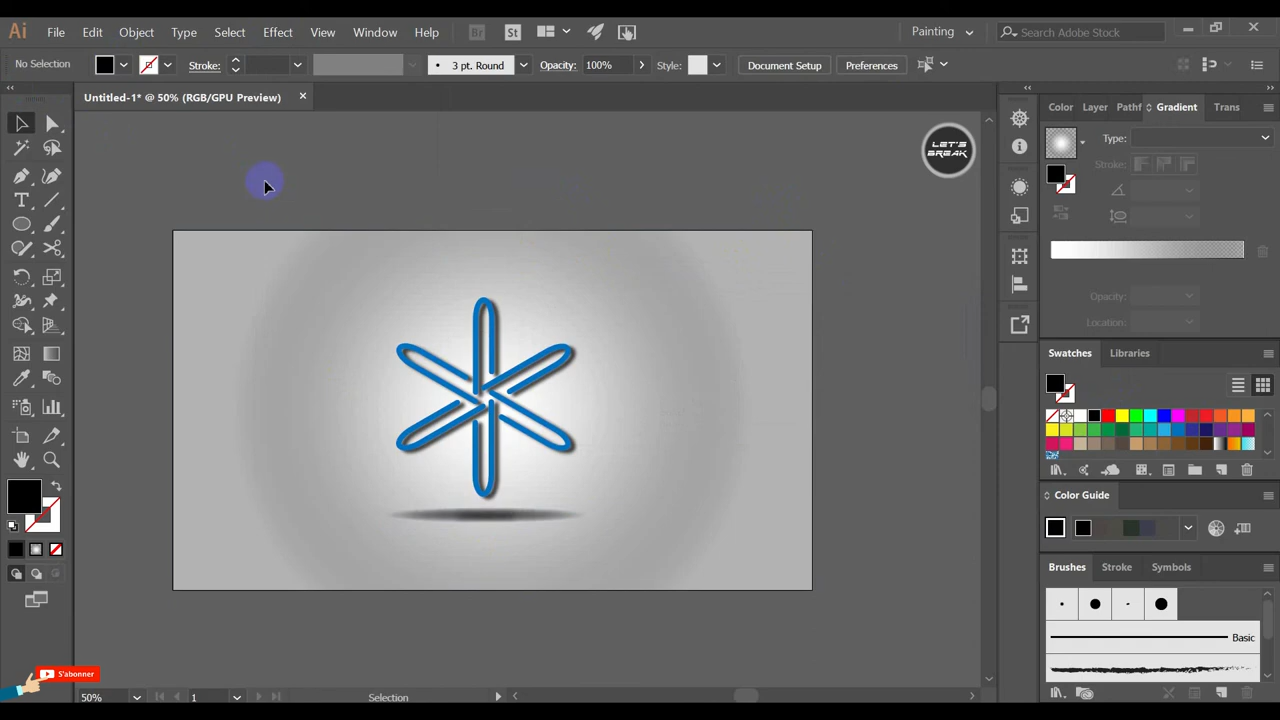 Ai File Edit Object Type Select Effect View Window Help Br St Painting Search Adobe Stock
No Selection Stroke: 3 pt. Round Opacity: 100% Style: Document Setup Preferences
Untitled-1* @ 50% (RGB/GPU Preview)
Color Layer Pathf Gradient Trans
Type:
LET'S
BREAK
Stroke:
Opacity:
Location:
Swatches Libraries
Color Guide
Brushes Stroke Symbols
Basic
S'abonner
50% 1 Selection